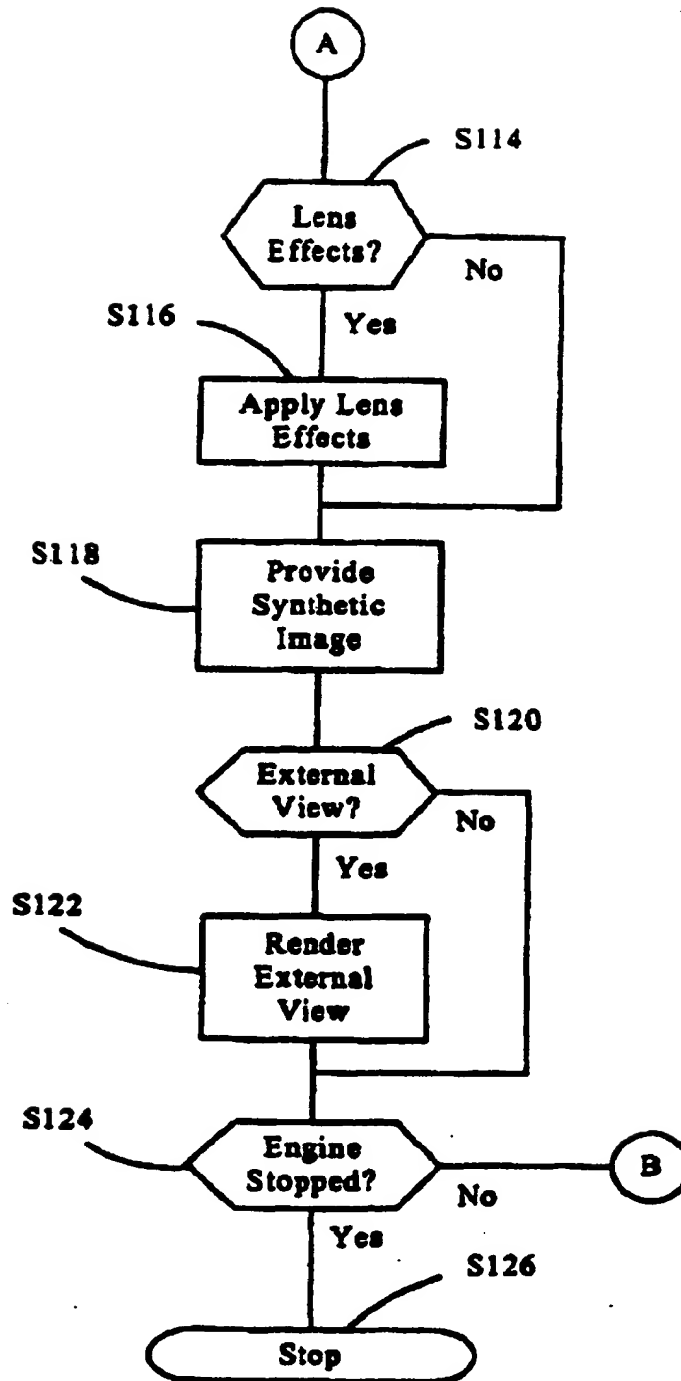 A
S114
Lens
Effects?
No
Yes
S116
Apply Lens
Effects
S118
Provide
Synthetic
Image
S120
External
View?
No
Yes
S122
Render
External
View
S124
Engine
Stopped?
No
B
Yes
S126
Stop